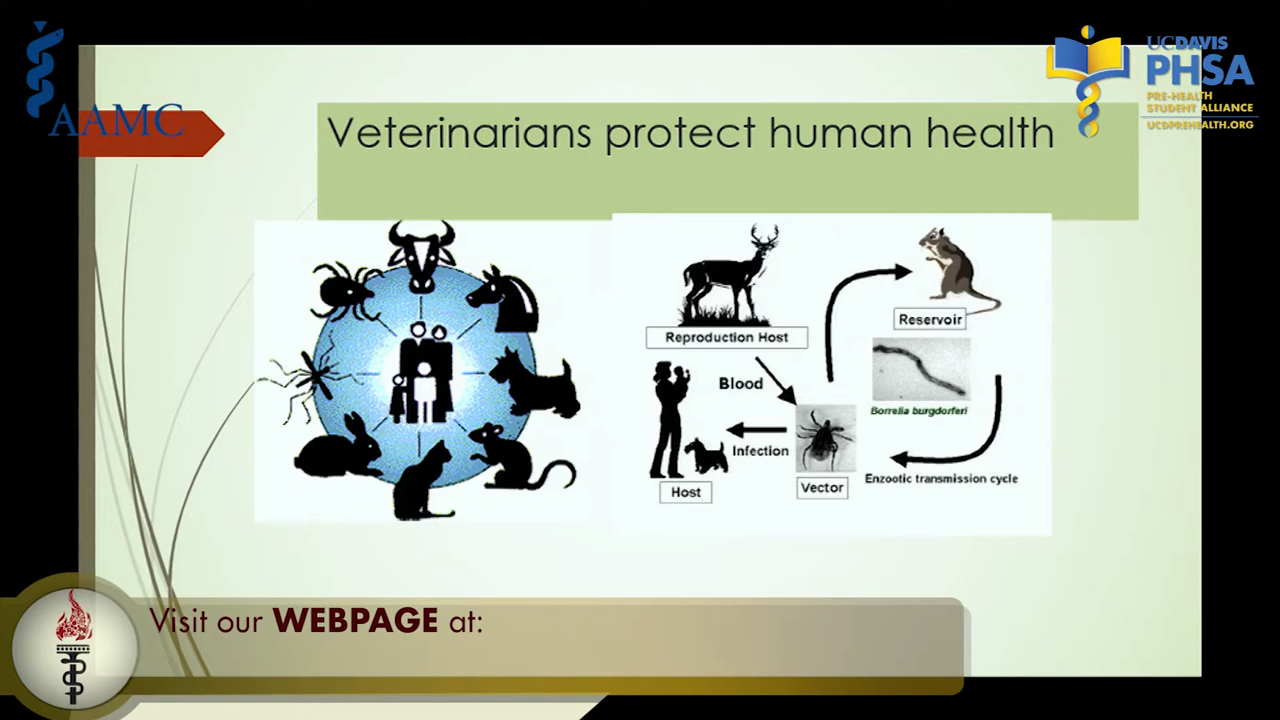 AAMC
UCDAVIS
PHSA
PRE-HEALTH
STUDENT ALLIANCE
UCDPREHEALTH.ORG
Veterinarians protect human health
Reproduction Host
Reservoir
Blood
Borrelia burgdorferi
Infection
Host
Vector
Enzootic transmission cycle
Visit our WEBPAGE at: